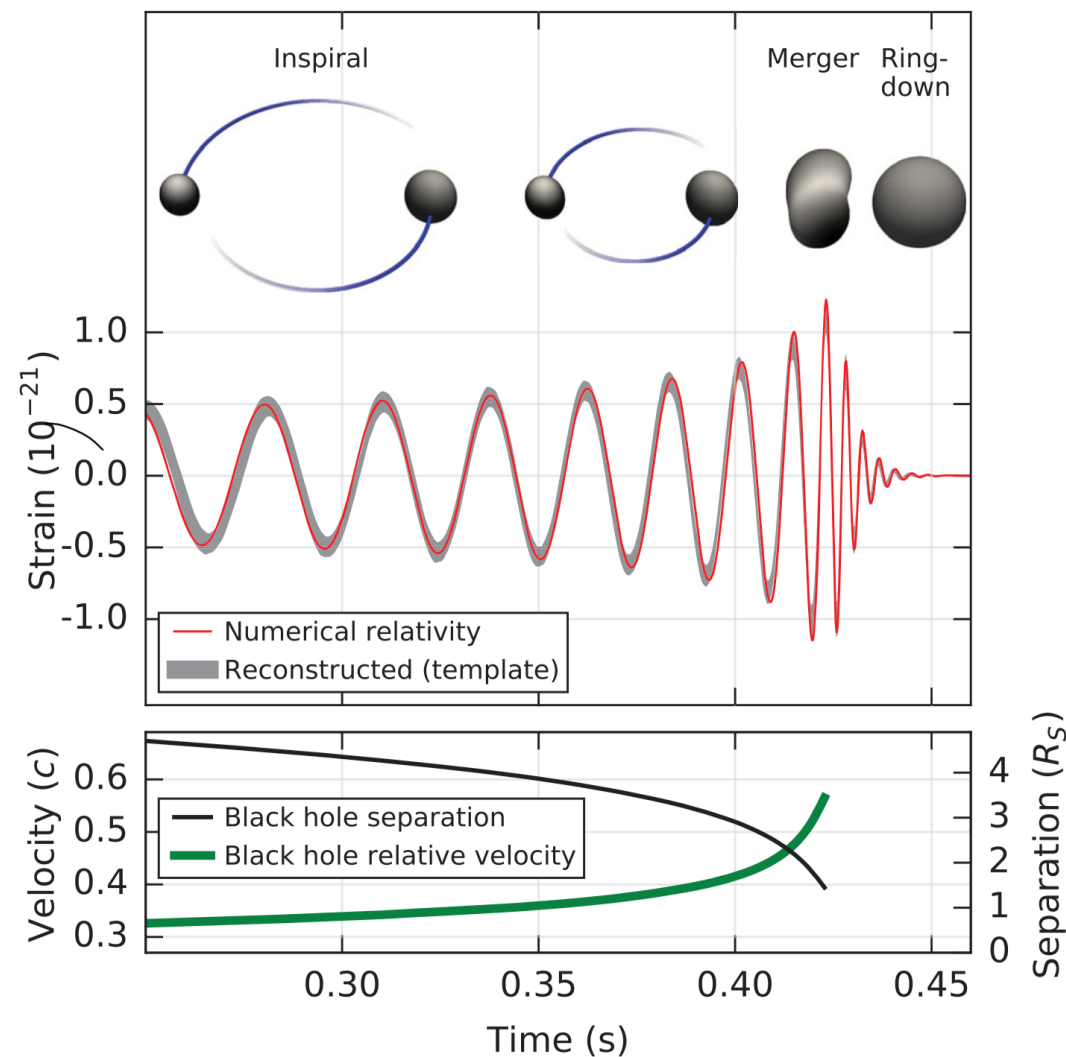 Inspiral
Merger
Ring-
down
1.0
0.5
0.0
-0.5
-1.0
Strain (10⁻²¹)
Numerical relativity
Reconstructed (template)
0.6
0.5
0.4
0.3
Velocity (c)
Black hole separation
Black hole relative velocity
4
3
2
1
0
Separation (R_S)
0.30
0.35
0.40
0.45
Time (s)